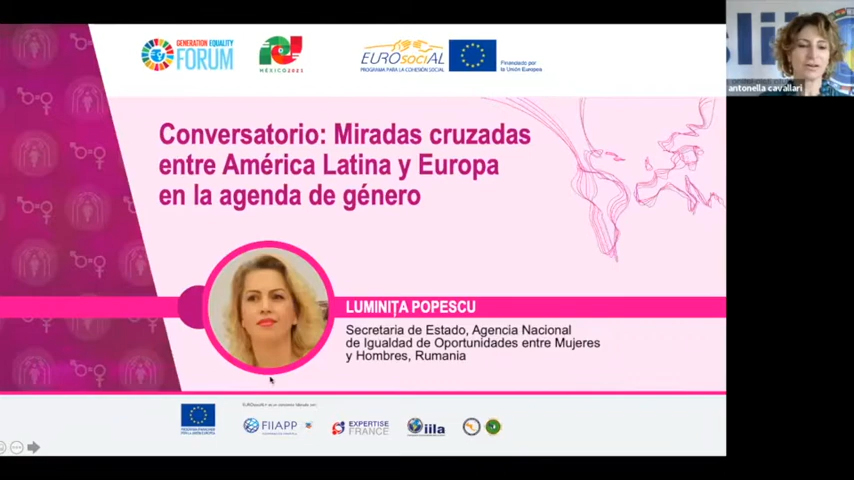 GENERATION EQUALITY
FORUM
MÉXICO2021
EUROsociAL
PROGRAMA PARA LA COHESIÓN SOCIAL
Financiado por
la Unión Europea
antonella cavallari
Conversatorio: Miradas cruzadas
entre América Latina y Europa
en la agenda de género
LUMINIȚA POPESCU
Secretaria de Estado, Agencia Nacional
de Igualdad de Oportunidades entre Mujeres
y Hombres, Rumania
FIIAPP
EXPERTISE
FRANCE
iila